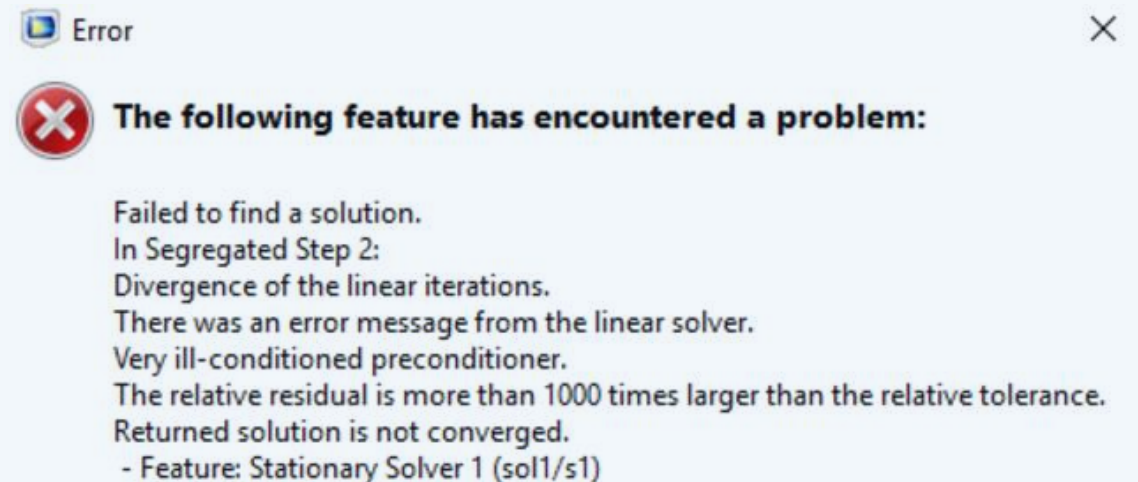 Error
The following feature has encountered a problem:
Failed to find a solution.
In Segregated Step 2:
Divergence of the linear iterations.
There was an error message from the linear solver.
Very ill-conditioned preconditioner.
The relative residual is more than 1000 times larger than the relative tolerance.
Returned solution is not converged.
- Feature: Stationary Solver 1 (sol1/s1)